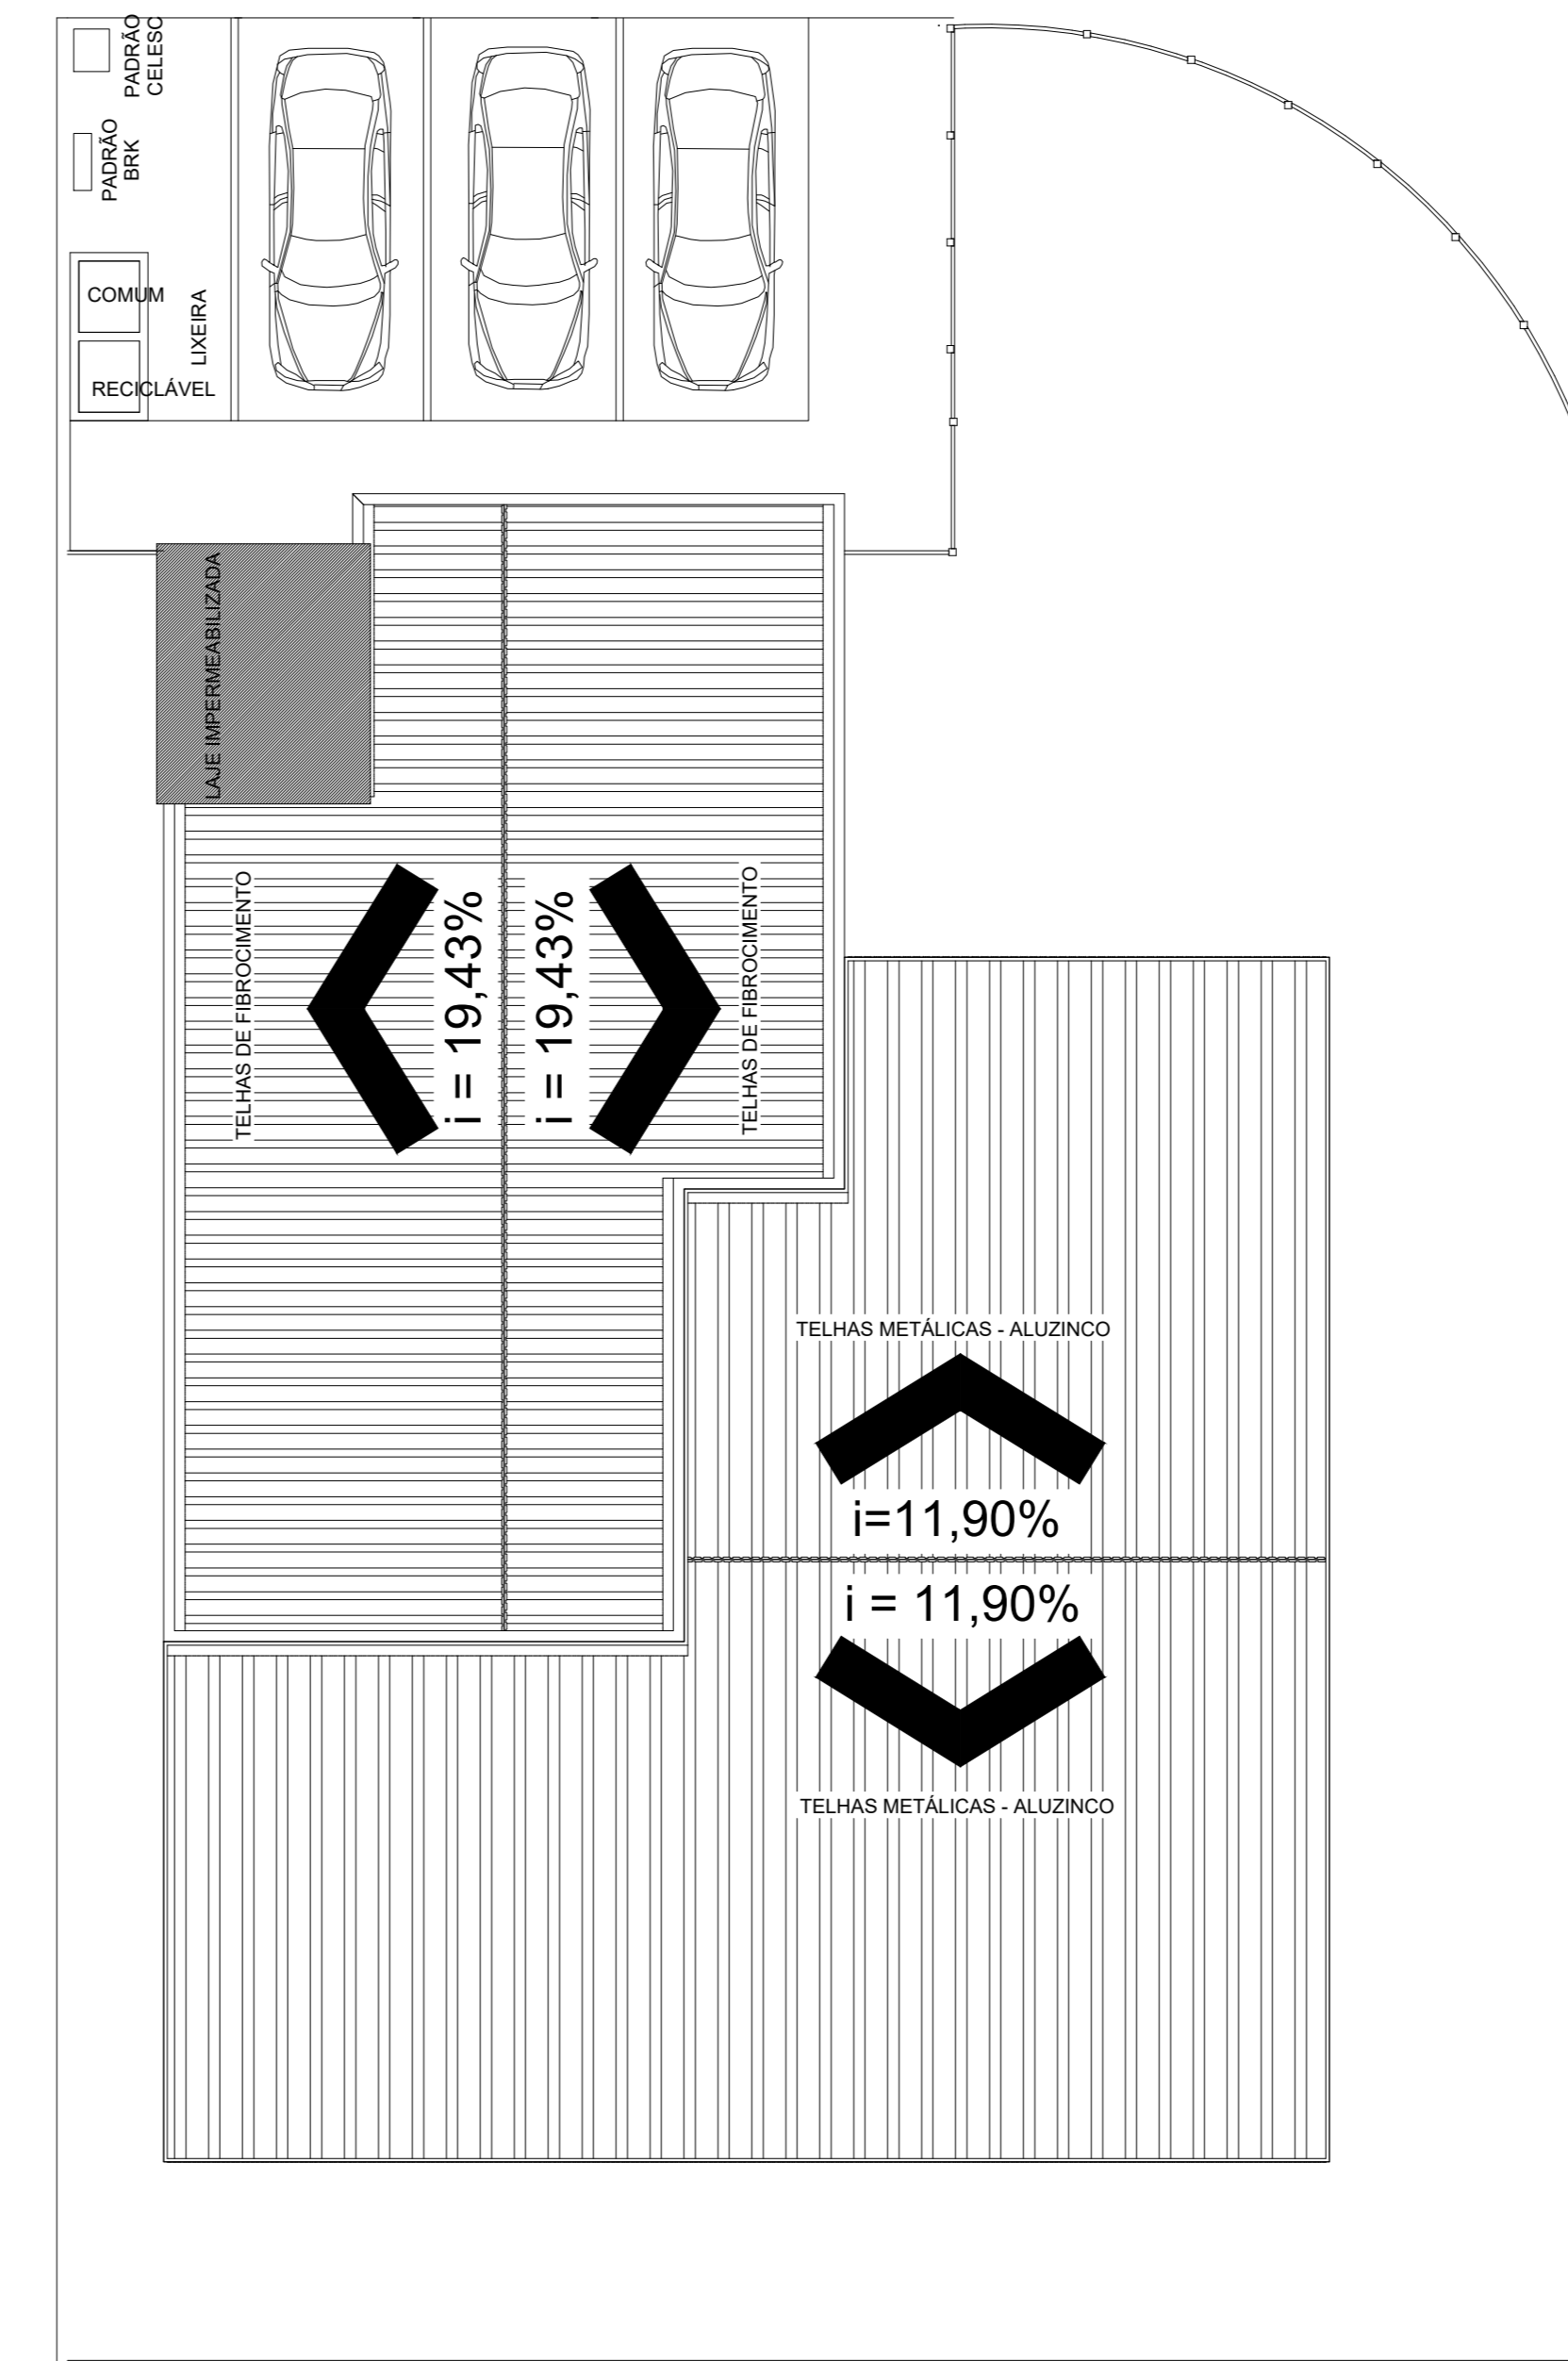 PADRÃO
CELESC
PADRÃO
BRK
COMUM
LIXEIRA
RECICLÁVEL
LAJE IMPERMEABILIZADA
TELHAS DE FIBROCIMENTO
i = 19,43%
i = 19,43%
TELHAS DE FIBROCIMENTO
TELHAS METÁLICAS - ALUZINCO
i=11,90%
i = 11,90%
TELHAS METÁLICAS - ALUZINCO